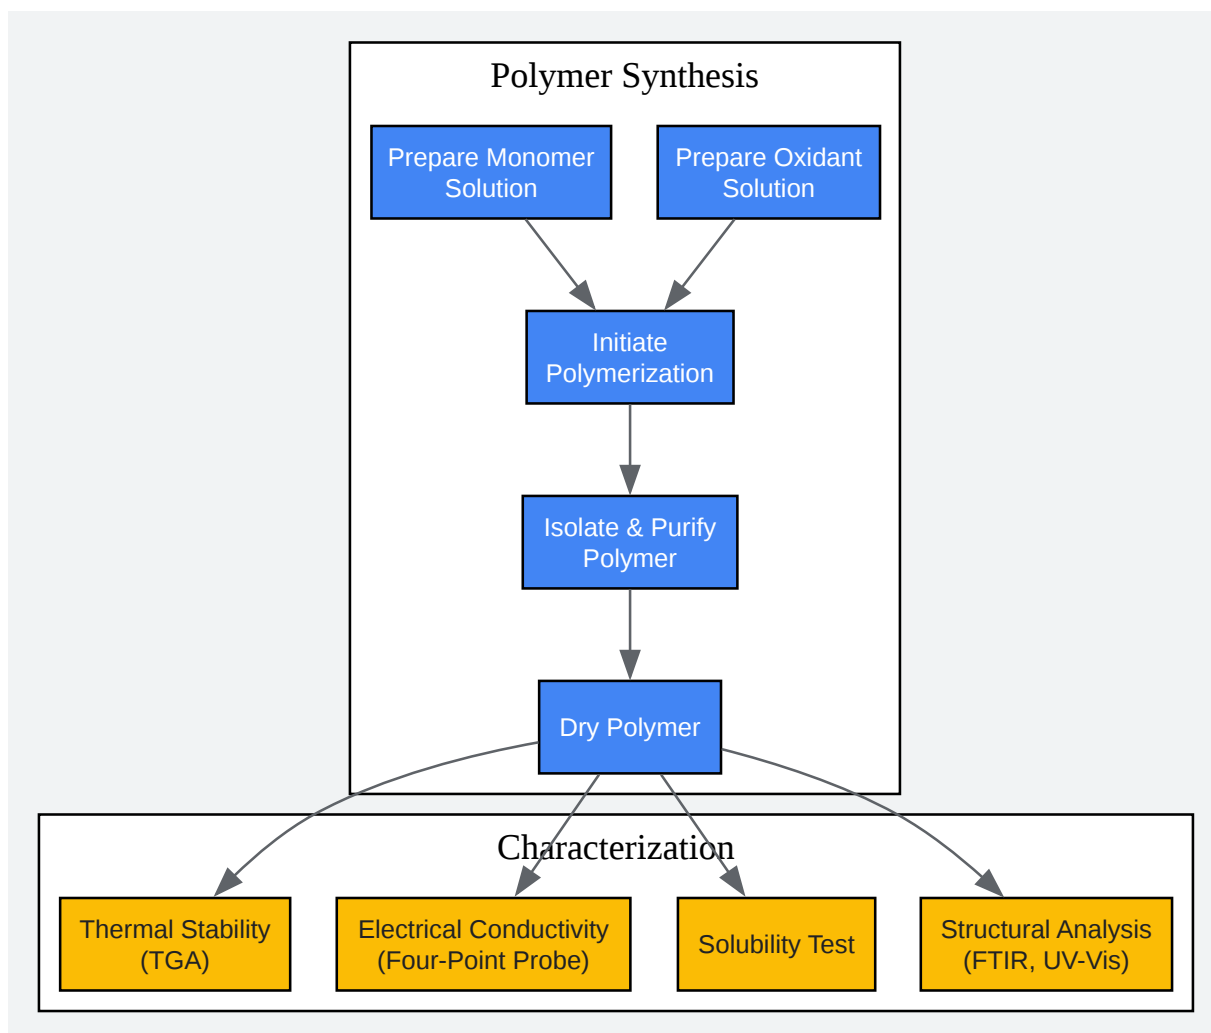 Polymer Synthesis
Prepare Monomer
Solution
Prepare Oxidant
Solution
Initiate
Polymerization
Isolate & Purify
Polymer
Dry Polymer
Characterization
Thermal Stability
(TGA)
Electrical Conductivity
(Four-Point Probe)
Solubility Test
Structural Analysis
(FTIR, UV-Vis)